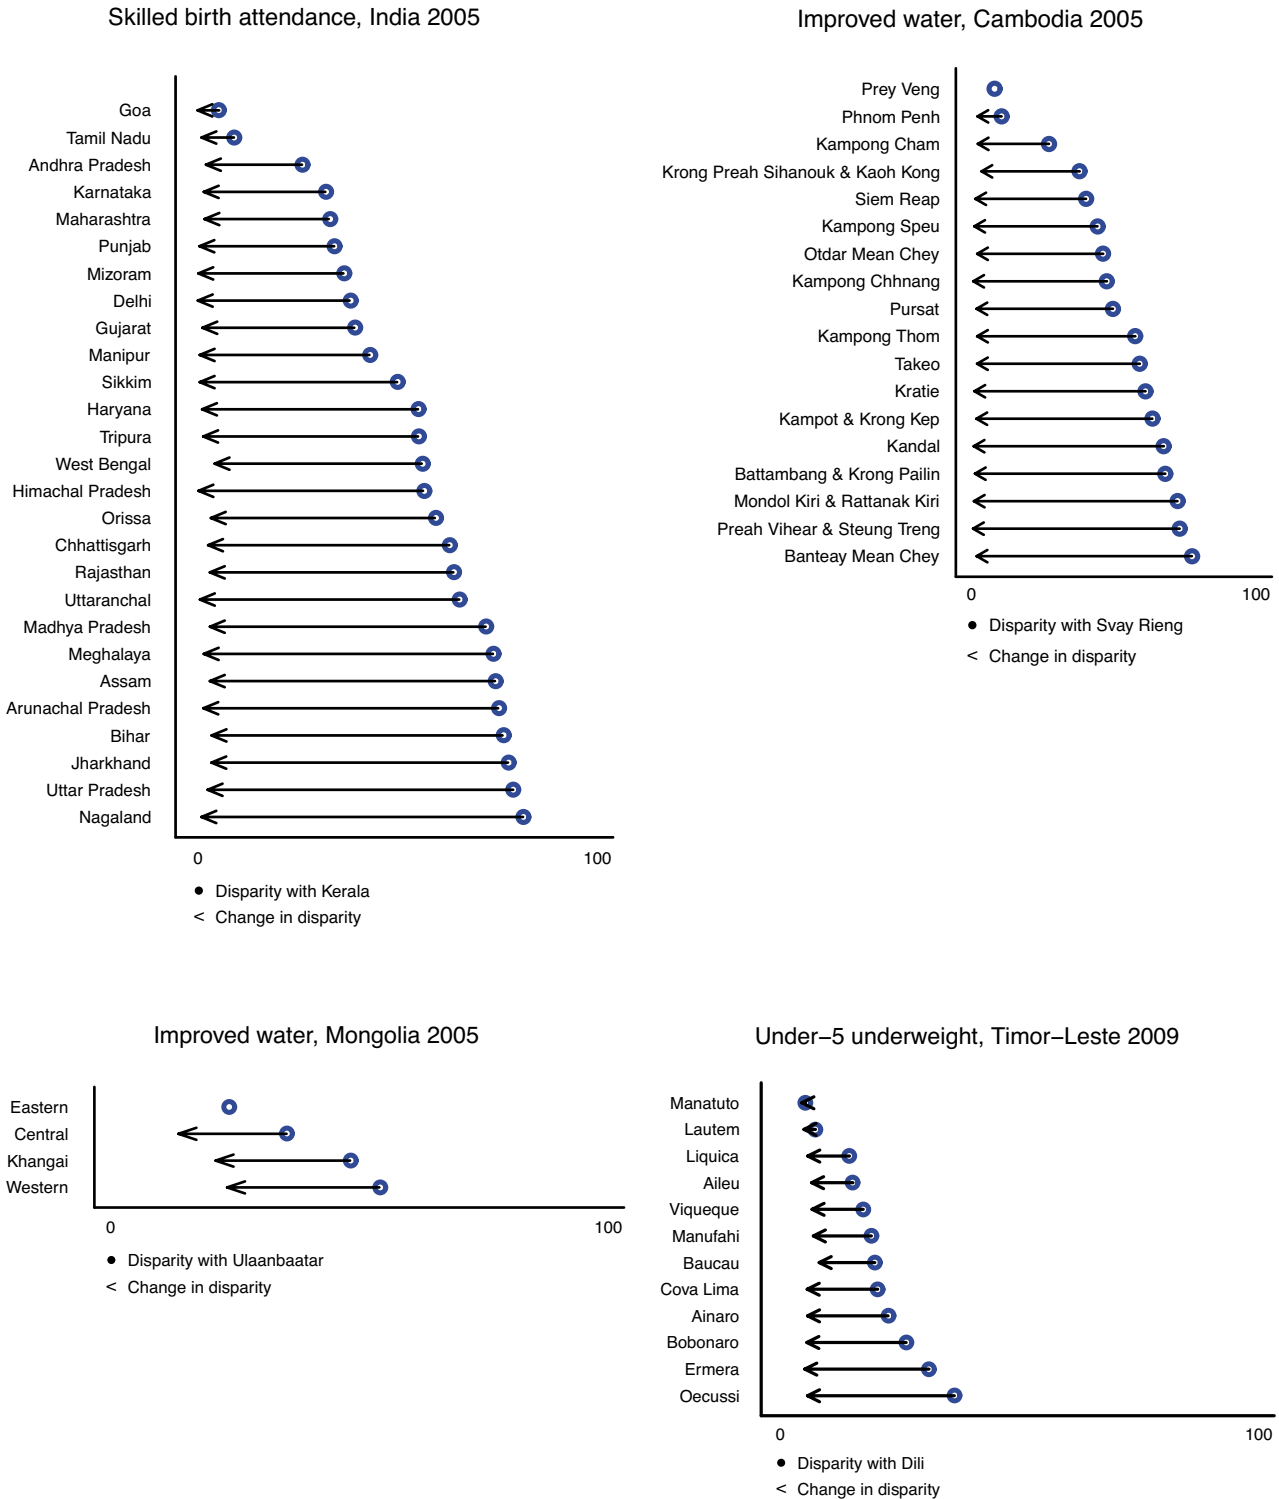 Skilled birth attendance, India 2005
Goa
Tamil Nadu
Andhra Pradesh
Karnataka
Maharashtra
Punjab
Mizoram
Delhi
Gujarat
Manipur
Sikkim
Haryana
Tripura
West Bengal
Himachal Pradesh
Orissa
Chhattisgarh
Rajasthan
Uttaranchal
Madhya Pradesh
Meghalaya
Assam
Arunachal Pradesh
Bihar
Jharkhand
Uttar Pradesh
Nagaland
0 100
● Disparity with Kerala
< Change in disparity
Improved water, Cambodia 2005
Prey Veng
Phnom Penh
Kampong Cham
Krong Preah Sihanouk & Kaoh Kong
Siem Reap
Kampong Speu
Otdar Mean Chey
Kampong Chhnang
Pursat
Kampong Thom
Takeo
Kratie
Kampot & Krong Kep
Kandal
Battambang & Krong Pailin
Mondol Kiri & Rattanak Kiri
Preah Vihear & Steung Treng
Banteay Mean Chey
0 100
● Disparity with Svay Rieng
< Change in disparity
Improved water, Mongolia 2005
Eastern
Central
Khangai
Western
0 100
● Disparity with Ulaanbaatar
< Change in disparity
Under−5 underweight, Timor−Leste 2009
Manatuto
Lautem
Liquica
Aileu
Viqueque
Manufahi
Baucau
Cova Lima
Ainaro
Bobonaro
Ermera
Oecussi
0 100
● Disparity with Dili
< Change in disparity